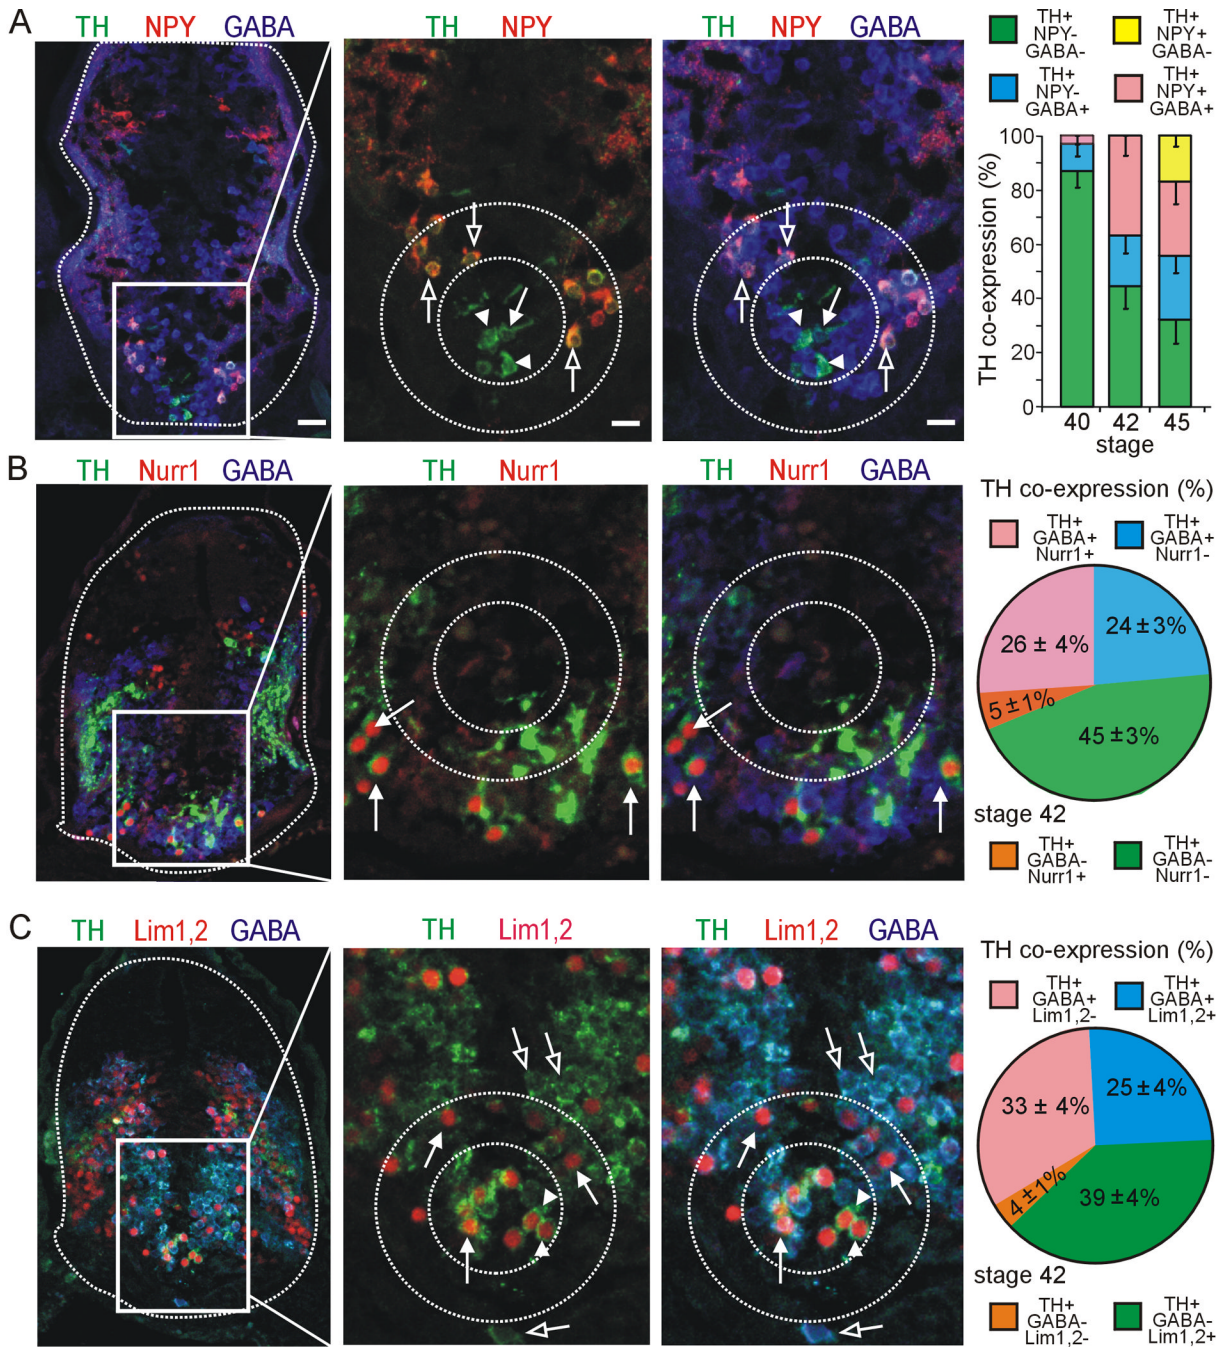 A
TH NPY GABA
TH NPY
TH NPY GABA
TH+
NPY-
GABA-
TH+
NPY+
GABA-
TH+
NPY-
GABA+
TH+
NPY+
GABA+
TH co-expression (%)
100
80
60
40
20
0
40 42 45
stage
B
TH Nurr1 GABA
TH Nurr1
TH Nurr1 GABA
TH co-expression (%)
TH+
GABA+
Nurr1+
TH+
GABA+
Nurr1-
26 ± 4%
24 ± 3%
5 ± 1%
45 ± 3%
stage 42
TH+
GABA-
Nurr1+
TH+
GABA-
Nurr1-
C
TH Lim1,2 GABA
TH Lim1,2
TH Lim1,2 GABA
TH co-expression (%)
TH+
GABA+
Lim1,2-
TH+
GABA+
Lim1,2+
33 ± 4%
25 ± 4%
4 ± 1%
39 ± 4%
stage 42
TH+
GABA-
Lim1,2-
TH+
GABA-
Lim1,2+